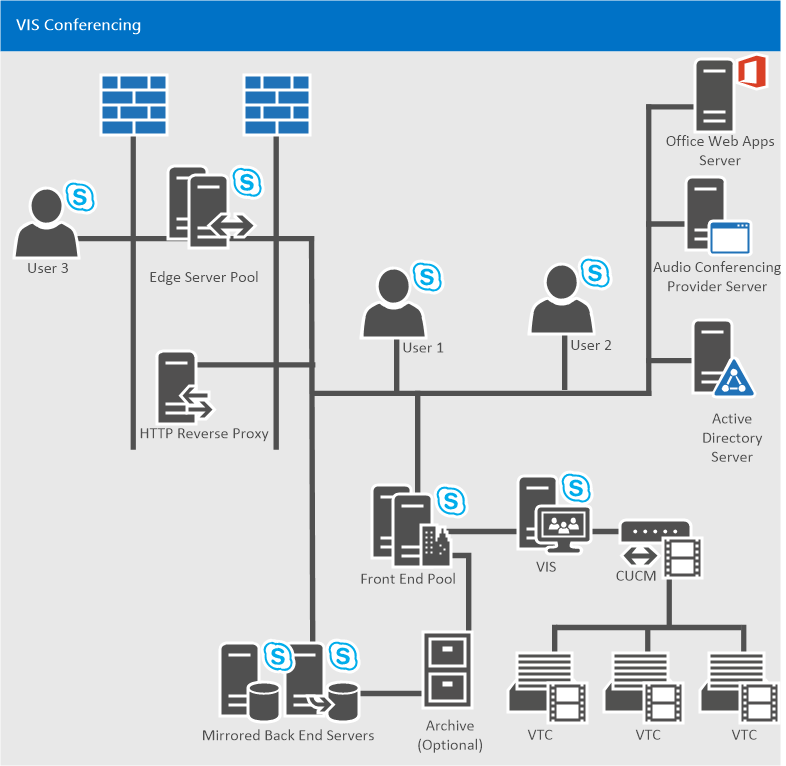 VIS Conferencing
Office Web Apps
Server
User 3
Edge Server Pool
Audio Conferencing
Provider Server
User 1
User 2
HTTP Reverse Proxy
Active
Directory
Server
Front End Pool
VIS
CUCM
Mirrored Back End Servers
Archive
(Optional)
VTC
VTC
VTC